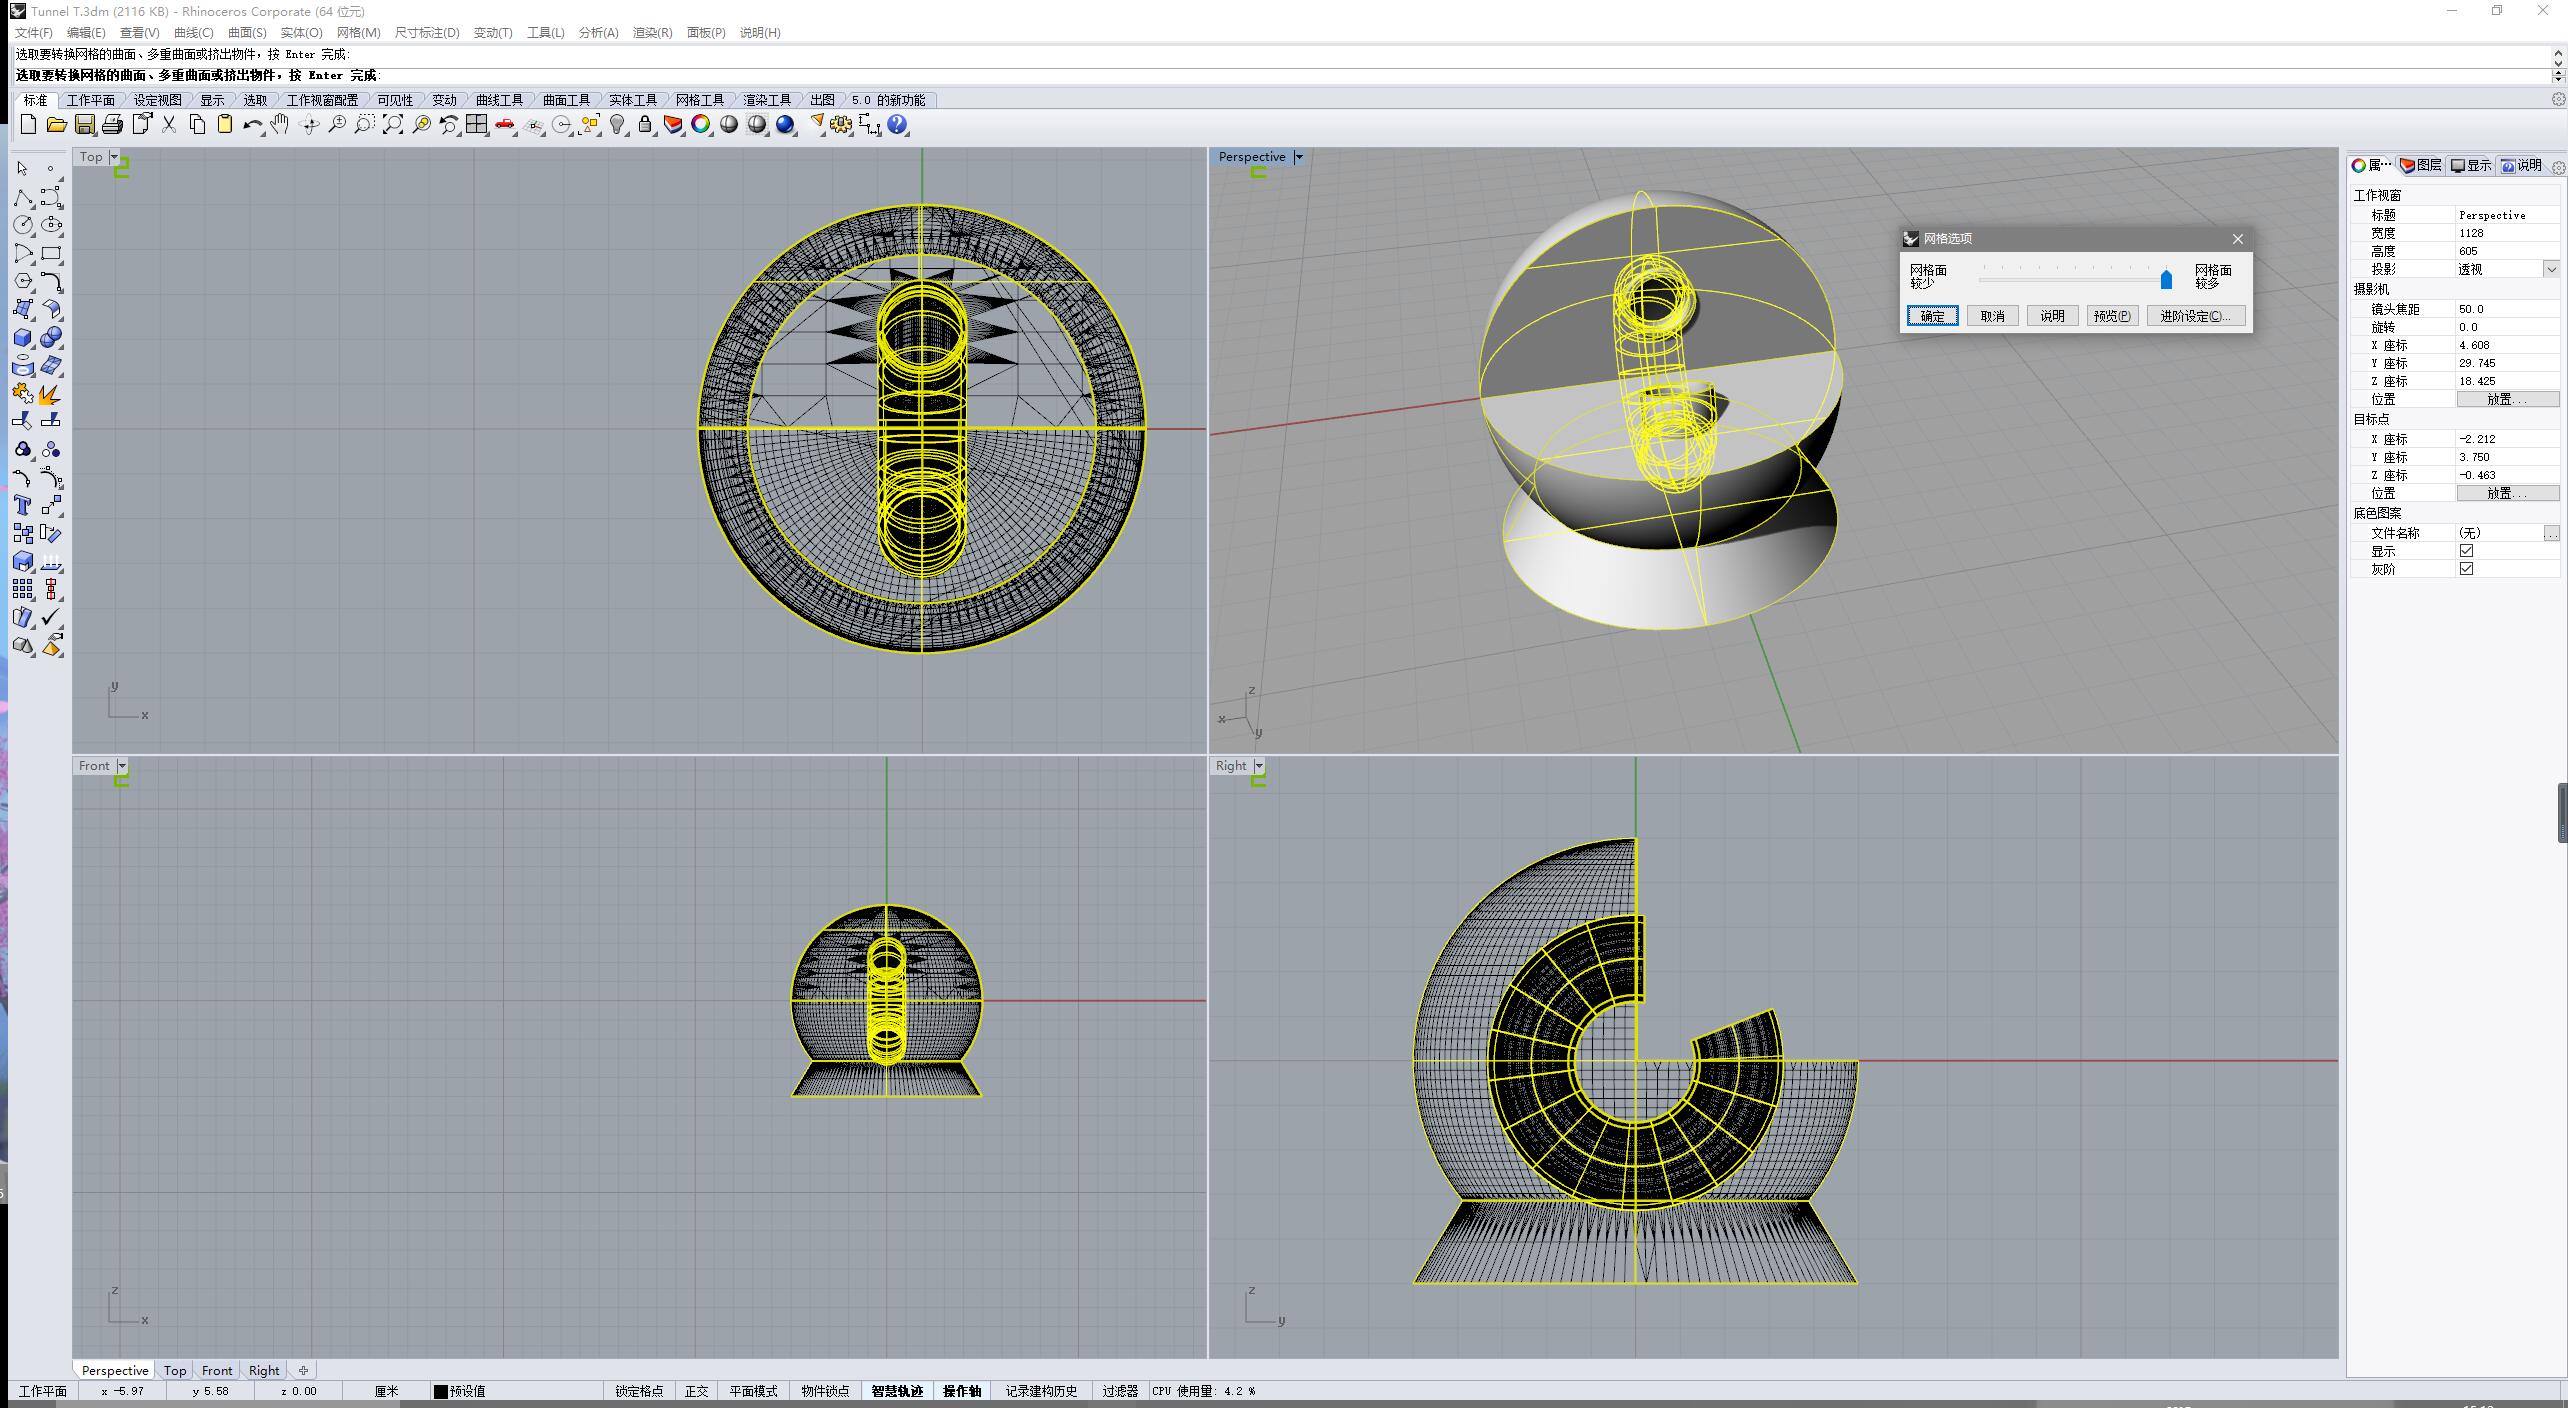 Tunnel T.3dm (2116 KB) - Rhinoceros Corporate (64 位元)
文件(F) 编辑(E) 查看(V) 曲线(C) 曲面(S) 实体(O) 网格(M) 尺寸标注(D) 变动(T) 工具(L) 分析(A) 渲染(R) 面板(P) 说明(H)
选取要转换网格的曲面、多重曲面或挤出物件，按 Enter 完成:
选取要转换网格的曲面、多重曲面或挤出物件，按 Enter 完成:
标准 工作平面 设定视图 显示 选取 工作视窗配置 可见性 变动 曲线工具 曲面工具 实体工具 网格工具 渲染工具 出图 5.0 的新功能
Top
Perspective
属… 图层 显示 说明
工作视窗
标题 Perspective
宽度 1128
高度 605
投影 透视
摄影机
镜头焦距 50.0
旋转 0.0
X 座标 4.608
Y 座标 29.745
Z 座标 18.425
位置 放置...
目标点
X 座标 -2.212
Y 座标 3.750
Z 座标 -0.463
位置 放置...
底色图案
文件名称 (无) ...
显示
灰阶
网格选项
网格面
较少
网格面
较多
确定 取消 说明 预览(P) 进阶设定(C)...
y
x
z
x
y
Front
Right
z
x
z
y
Perspective Top Front Right
工作平面 x -5.97 y 5.58 z 0.00 厘米 预设值 锁定格点 正交 平面模式 物件锁点 智慧轨迹 操作轴 记录建构历史 过滤器 CPU 使用量: 4.2 %